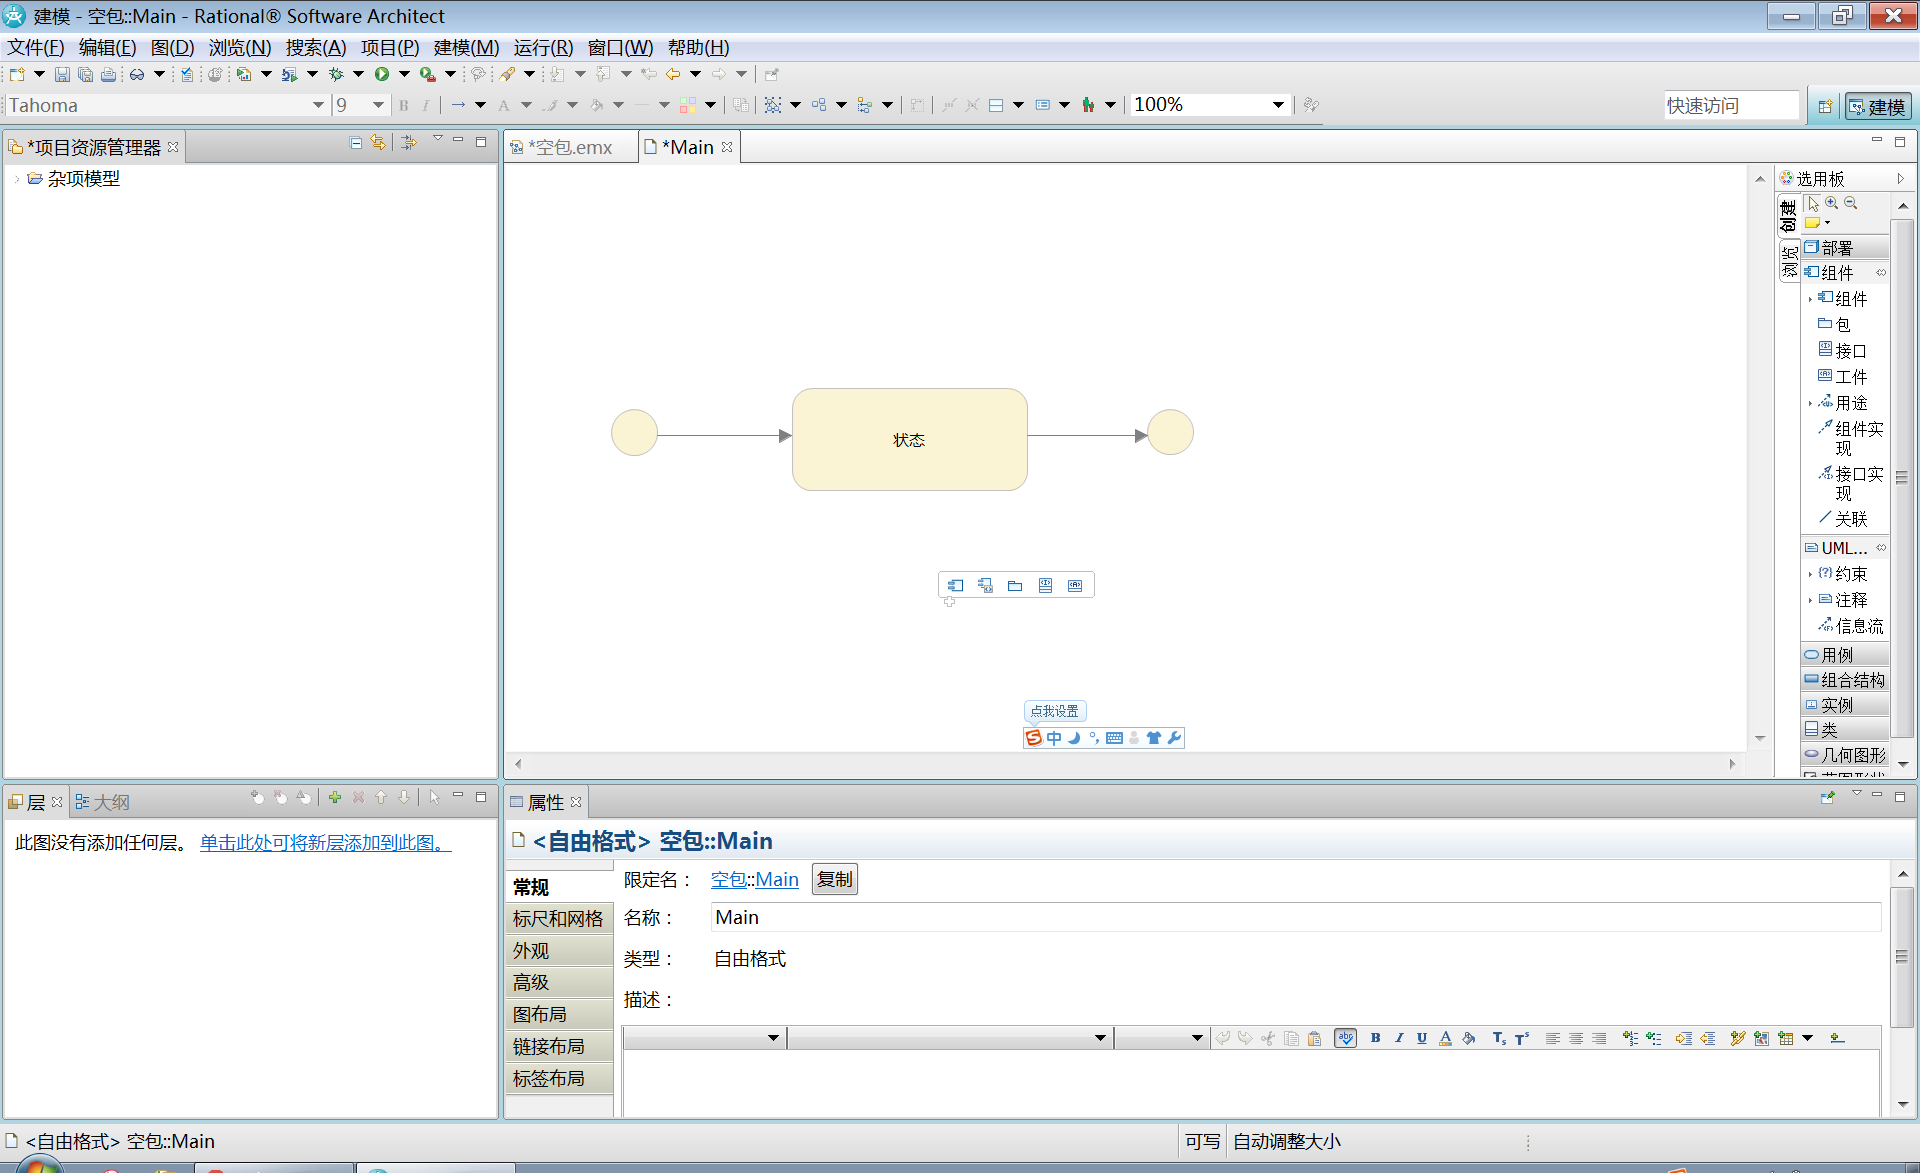 建模 - 空包::Main - Rational® Software Architect
文件(F) 编辑(E) 图(D) 浏览(N) 搜索(A) 项目(P) 建模(M) 运行(R) 窗口(W) 帮助(H)
Tahoma 9 B I A 100% 快速访问 建模
*项目资源管理器
杂项模型
*空包.emx *Main
状态
点我设置
中
选用板
创建
浏览
部署
组件
组件
包
接口
工件
用途
组件实
现
接口实
现
关联
UML...
约束
注释
信息流
用例
组合结构
实例
类
几何图形
层 大纲
此图没有添加任何层。 单击此处可将新层添加到此图。
属性
<自由格式> 空包::Main
常规
标尺和网格
外观
高级
图布局
链接布局
标签布局
限定名： 空包::Main 复制
名称： Main
类型： 自由格式
描述：
<自由格式> 空包::Main 可写 自动调整大小